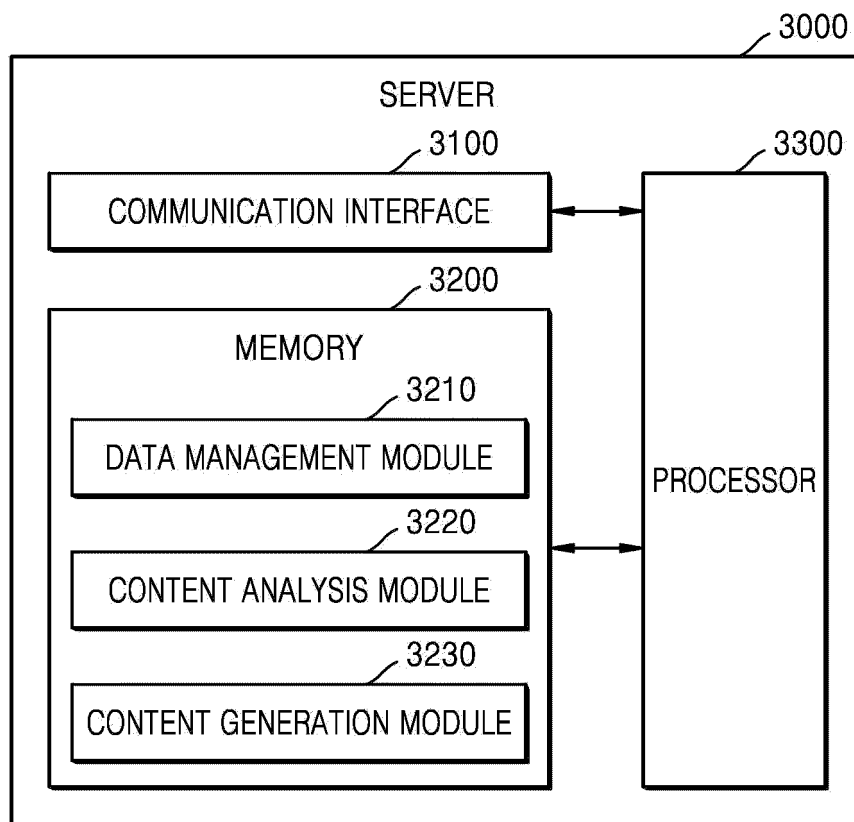 3000
SERVER
3100
3300
COMMUNICATION INTERFACE
3200
MEMORY
3210
DATA MANAGEMENT MODULE
PROCESSOR
3220
CONTENT ANALYSIS MODULE
3230
CONTENT GENERATION MODULE